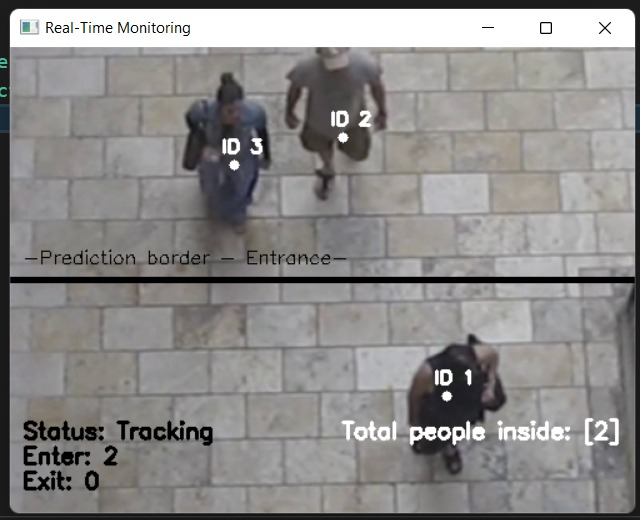 Real-Time Monitoring
ID 2
ID 3
-Prediction border - Entrance-
ID 1
Status: Tracking
Total people inside: [2]
Enter: 2
Exit: 0